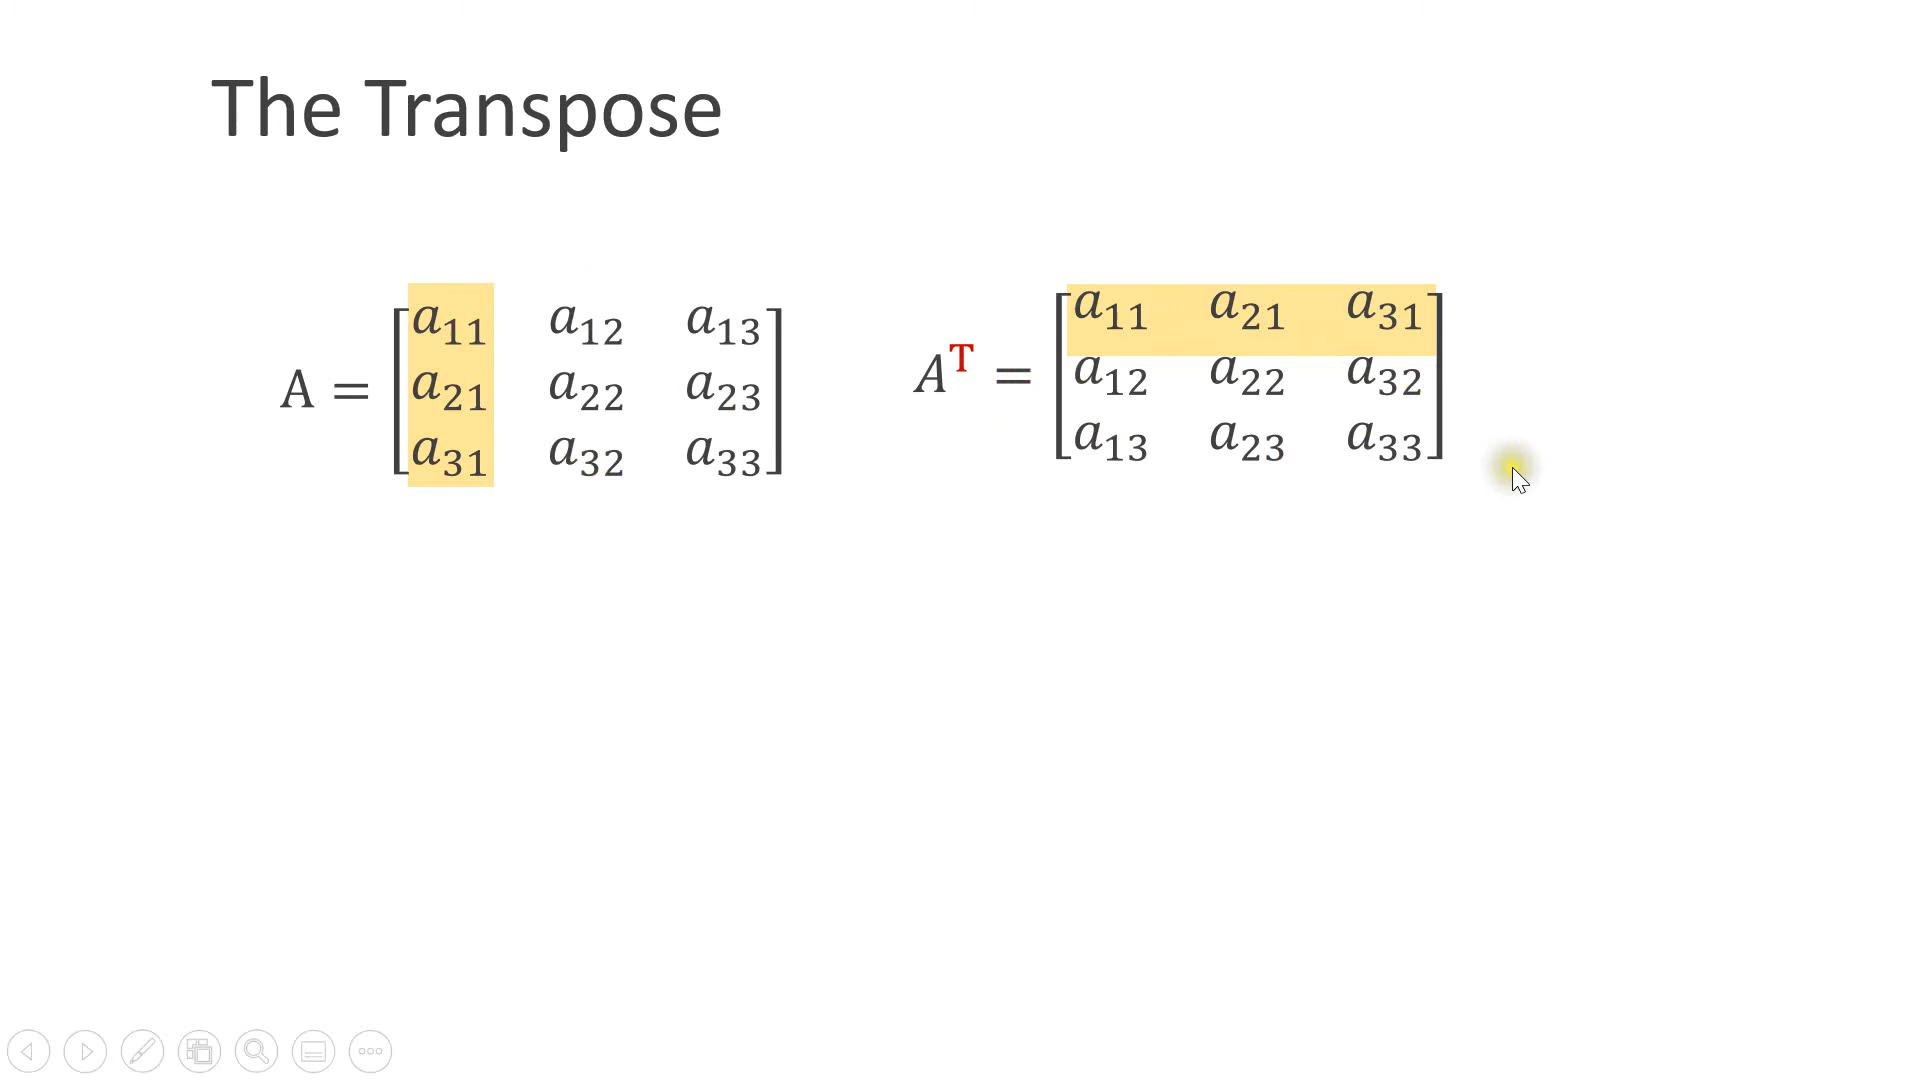 The Transpose
A = [a₁₁ a₁₂ a₁₃
a₂₁ a₂₂ a₂₃
a₃₁ a₃₂ a₃₃]
Aᵀ = [a₁₁ a₂₁ a₃₁
a₁₂ a₂₂ a₃₂
a₁₃ a₂₃ a₃₃]